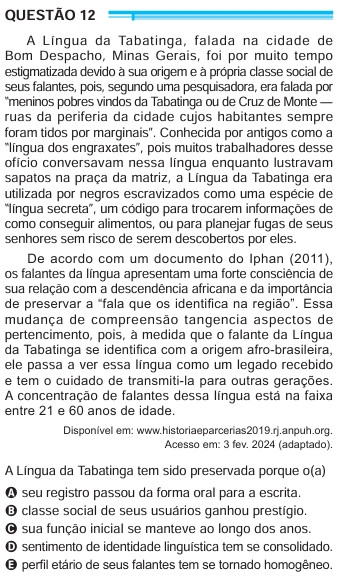 QUESTÃO 12
A Língua da Tabatinga, falada na cidade de
Bom Despacho, Minas Gerais, foi por muito tempo
estigmatizada devido à sua origem e à própria classe social de
seus falantes, pois, segundo uma pesquisadora, era falada por
“meninos pobres vindos da Tabatinga ou de Cruz de Monte —
ruas da periferia da cidade cujos habitantes sempre
foram tidos por marginais”. Conhecida por antigos como a
“língua dos engraxates”, pois muitos trabalhadores desse
ofício conversavam nessa língua enquanto lustravam
sapatos na praça da matriz, a Língua da Tabatinga era
utilizada por negros escravizados como uma espécie de
“língua secreta”, um código para trocarem informações de
como conseguir alimentos, ou para planejar fugas de seus
senhores sem risco de serem descobertos por eles.
De acordo com um documento do Iphan (2011),
os falantes da língua apresentam uma forte consciência de
sua relação com a descendência africana e da importância
de preservar a “fala que os identifica na região”. Essa
mudança de compreensão tangencia aspectos de
pertencimento, pois, à medida que o falante da Língua
da Tabatinga se identifica com a origem afro-brasileira,
ele passa a ver essa língua como um legado recebido
e tem o cuidado de transmiti-la para outras gerações.
A concentração de falantes dessa língua está na faixa
entre 21 e 60 anos de idade.
Disponível em: www.historiaeparcerias2019.rj.anpuh.org.
Acesso em: 3 fev. 2024 (adaptado).
A Língua da Tabatinga tem sido preservada porque o(a)
A seu registro passou da forma oral para a escrita.
B classe social de seus usuários ganhou prestígio.
C sua função inicial se manteve ao longo dos anos.
D sentimento de identidade linguística tem se consolidado.
E perfil etário de seus falantes tem se tornado homogêneo.